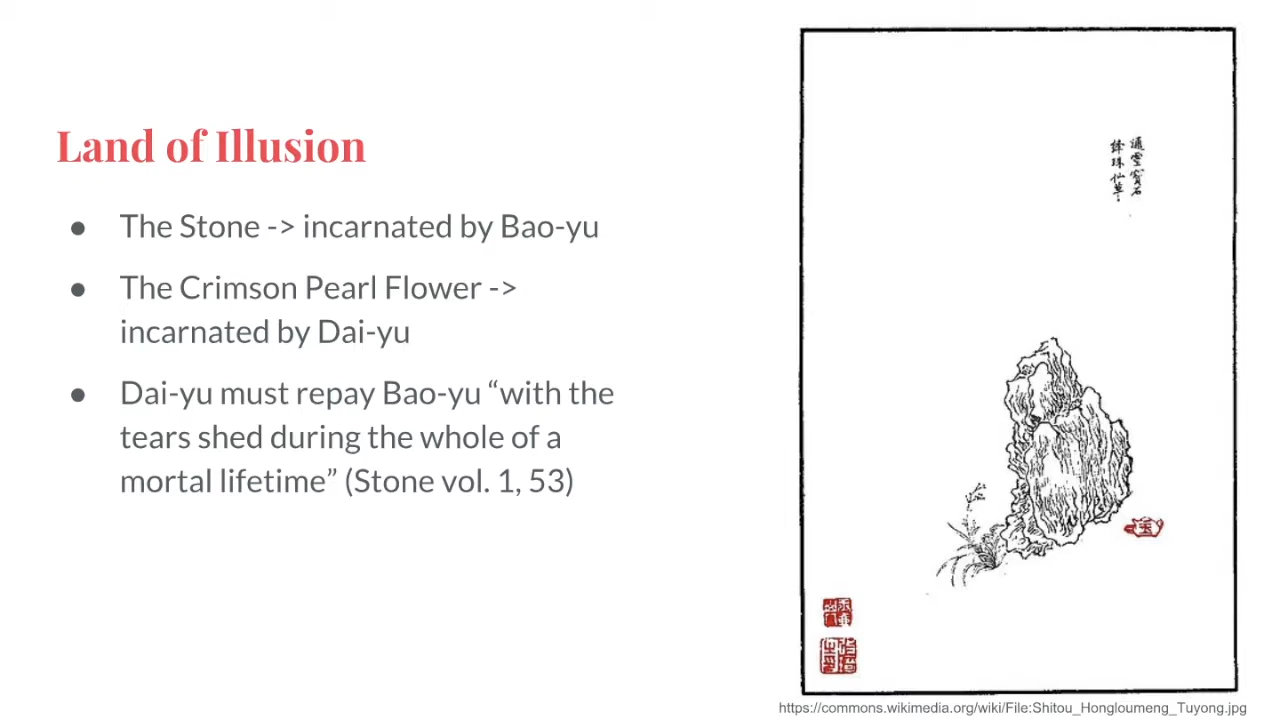 Land of Illusion
● The Stone -> incarnated by Bao-yu
● The Crimson Pearl Flower ->
incarnated by Dai-yu
● Dai-yu must repay Bao-yu “with the
tears shed during the whole of a
mortal lifetime” (Stone vol. 1, 53)
通靈寶石
絳珠仙草
https://commons.wikimedia.org/wiki/File:Shitou_Hongloumeng_Tuyong.jpg